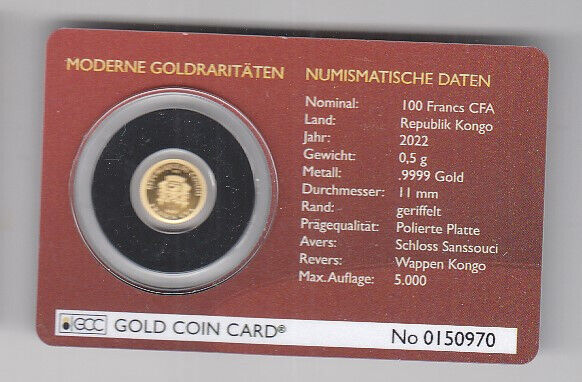 MODERNE GOLDRARITÄTEN
NUMISMATISCHE DATEN
Nominal: 100 Francs CFA
Land: Republik Kongo
Jahr: 2022
Gewicht: 0,5 g
Metall: .9999 Gold
Durchmesser: 11 mm
Rand: geriffelt
Prägequalität: Polierte Platte
Avers: Schloss Sanssouci
Revers: Wappen Kongo
Max.Auflage: 5.000
GCC GOLD COIN CARD® No 0150970